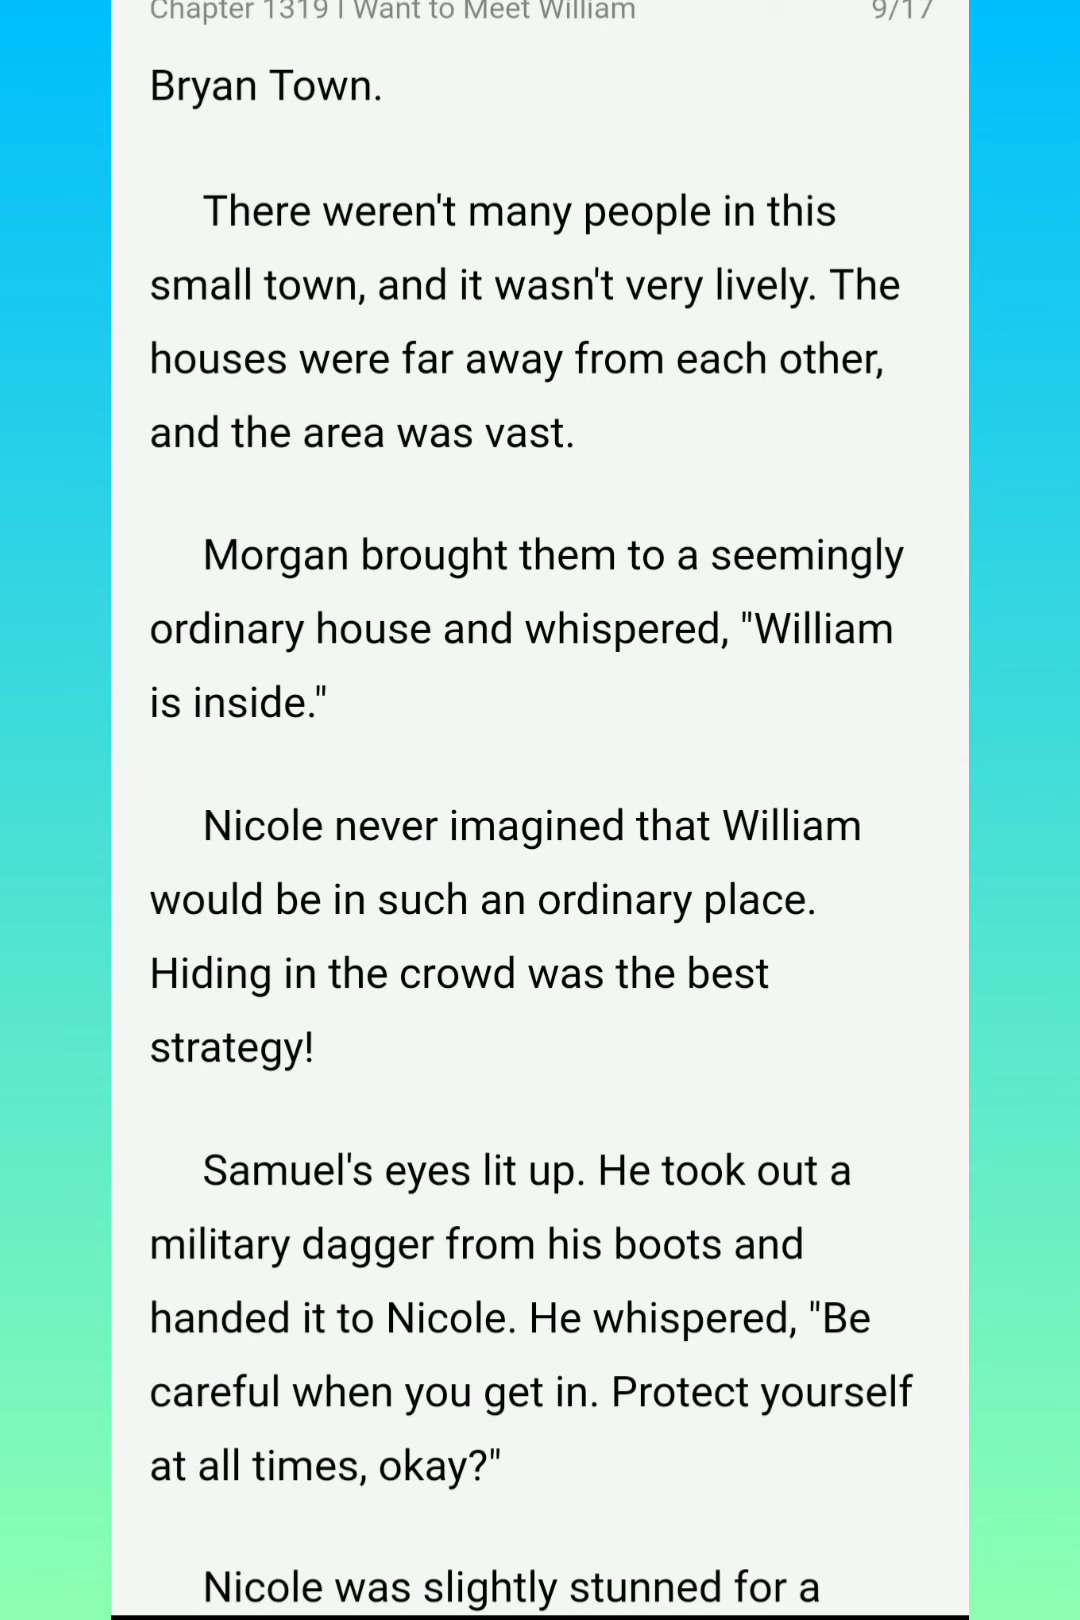 Chapter 1319 I Want to Meet William 9/17
Bryan Town.
There weren't many people in this
small town, and it wasn't very lively. The
houses were far away from each other,
and the area was vast.
Morgan brought them to a seemingly
ordinary house and whispered, "William
is inside."
Nicole never imagined that William
would be in such an ordinary place.
Hiding in the crowd was the best
strategy!
Samuel's eyes lit up. He took out a
military dagger from his boots and
handed it to Nicole. He whispered, "Be
careful when you get in. Protect yourself
at all times, okay?"
Nicole was slightly stunned for a